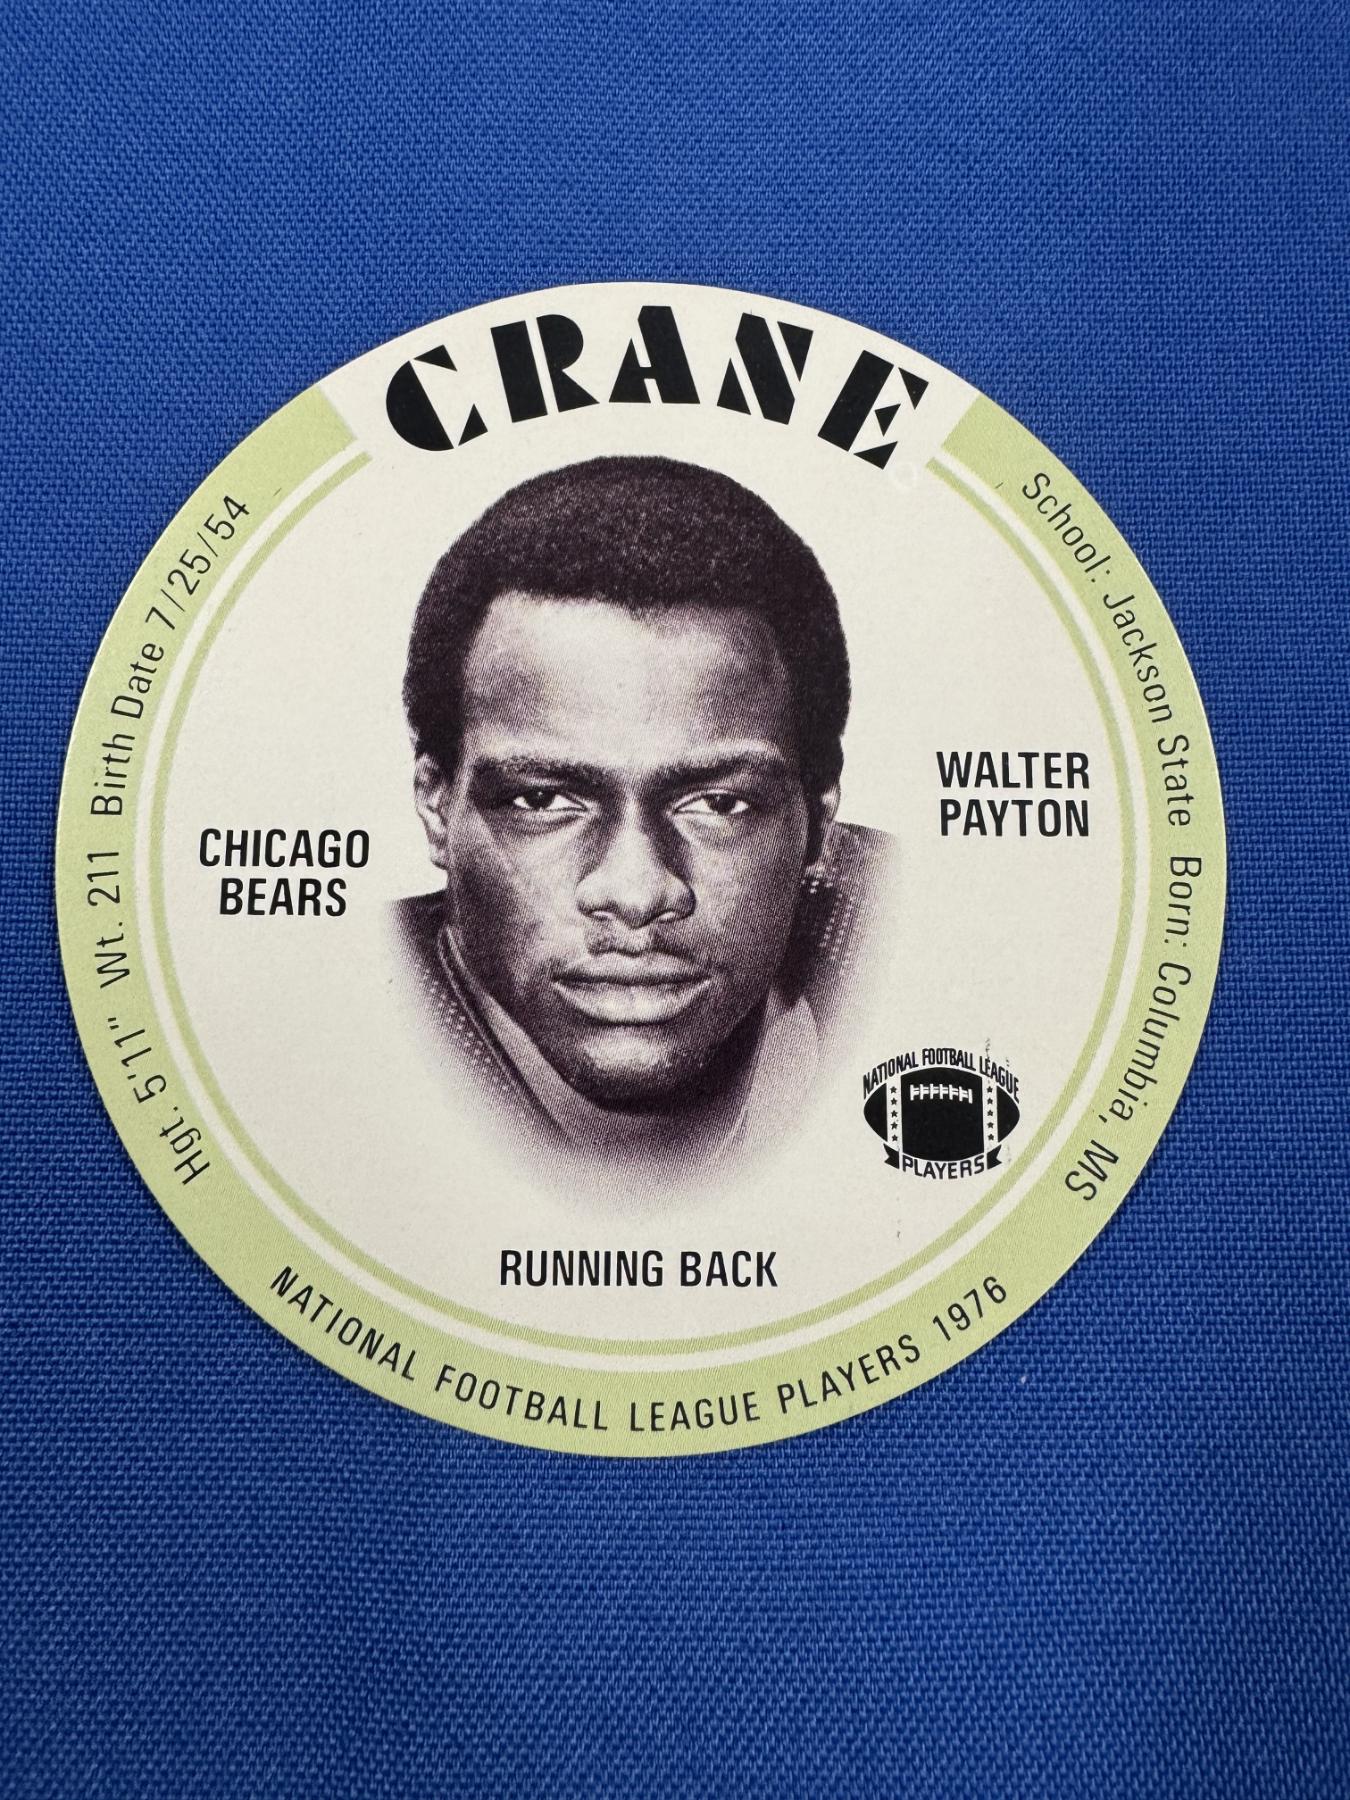 CRANE
Hgt. 5'11" Wt. 211 Birth Date 7/25/54
School: Jackson State Born: Columbia, MS
WALTER
PAYTON
CHICAGO
BEARS
NATIONAL FOOTBALL LEAGUE
PLAYERS
RUNNING BACK
NATIONAL FOOTBALL LEAGUE PLAYERS 1976